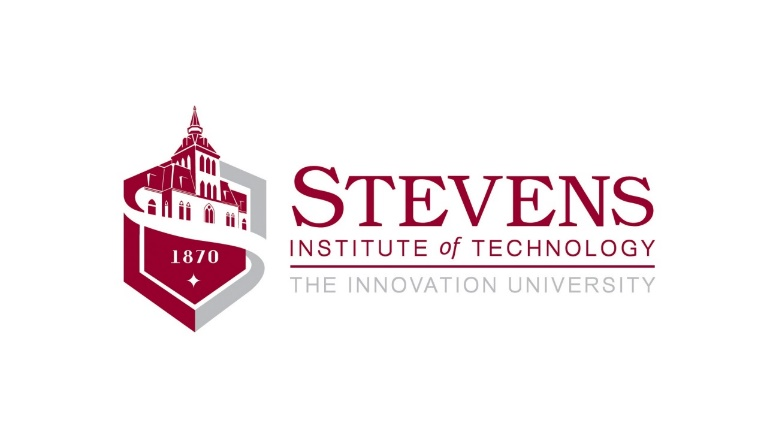 1870
STEVENS
INSTITUTE of TECHNOLOGY
THE INNOVATION UNIVERSITY